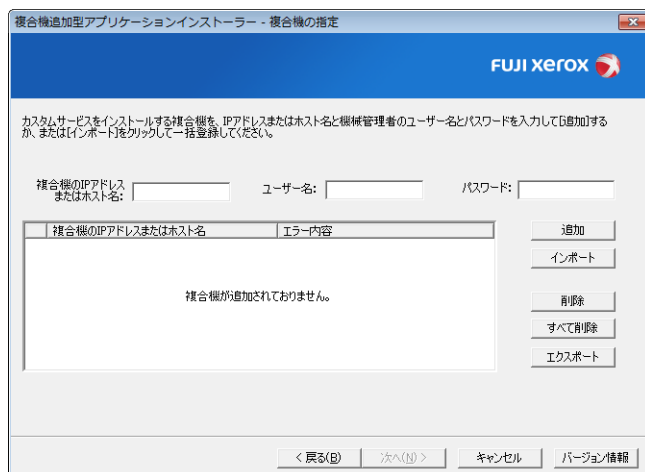 複合機追加型アプリケーションインストーラー - 複合機の指定
FUJI xerox
カスタムサービスをインストールする複合機を、IPアドレスまたはホスト名と機械管理者のユーザー名とパスワードを入力して[追加]する
か、または[インポート]をクリックして一括登録してください。
複合機のIPアドレス
またはホスト名:
ユーザー名:
パスワード:
複合機のIPアドレスまたはホスト名 エラー内容
追加
インポート
複合機が追加されておりません。
削除
すべて削除
エクスポート
< 戻る(B)
次へ(N) >
キャンセル
バージョン情報